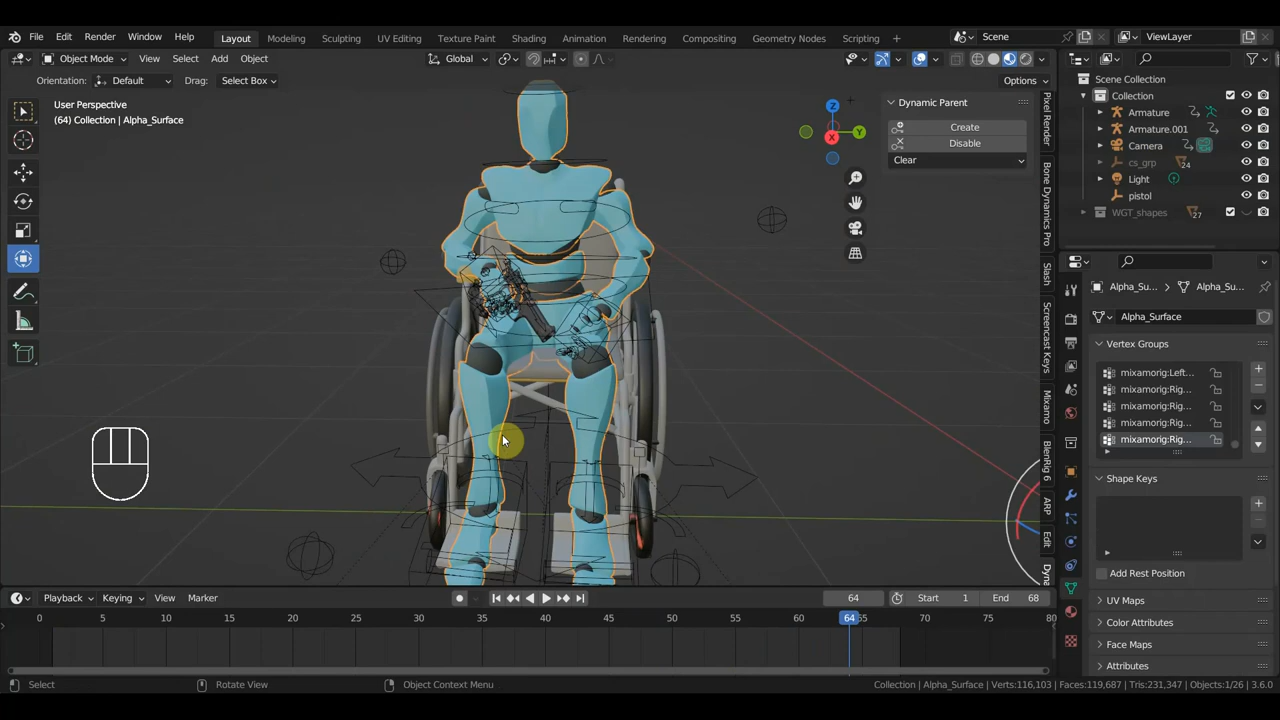 File Edit Render Window Help Layout Modeling Sculpting UV Editing Texture Paint Shading Animation Rendering Compositing Geometry Nodes Scripting + Scene ViewLayer
Object Mode View Select Add Object Global Options
Orientation: Default Drag: Select Box
User Perspective
(64) Collection | Alpha_Surface
Z
Y
X
Dynamic Parent
Create
Disable
Clear
Pixel Render
Bone Dynamics Pro
Slash
Screencast Keys
Mixamo
BlenRig 6
ARP
Edit
Dyna
Scene Collection
Collection
Armature
Armature.001
Camera
cs_grp 24
Light
pistol
WGT_shapes 27
Alpha_Su... Alpha_Su...
Alpha_Surface
Vertex Groups
mixamorig:Left...
mixamorig:Rig...
mixamorig:Rig...
mixamorig:Rig...
mixamorig:Rig...
Shape Keys
Add Rest Position
UV Maps
Color Attributes
Face Maps
Attributes
Playback Keying View Marker 64 Start 1 End 68
0 5 10 15 20 25 30 35 40 45 50 55 60 64 65 70 75 80
Select Rotate View Object Context Menu Collection | Alpha_Surface | Verts:116,103 | Faces:119,687 | Tris:231,347 | Objects:1/26 | 3.6.0